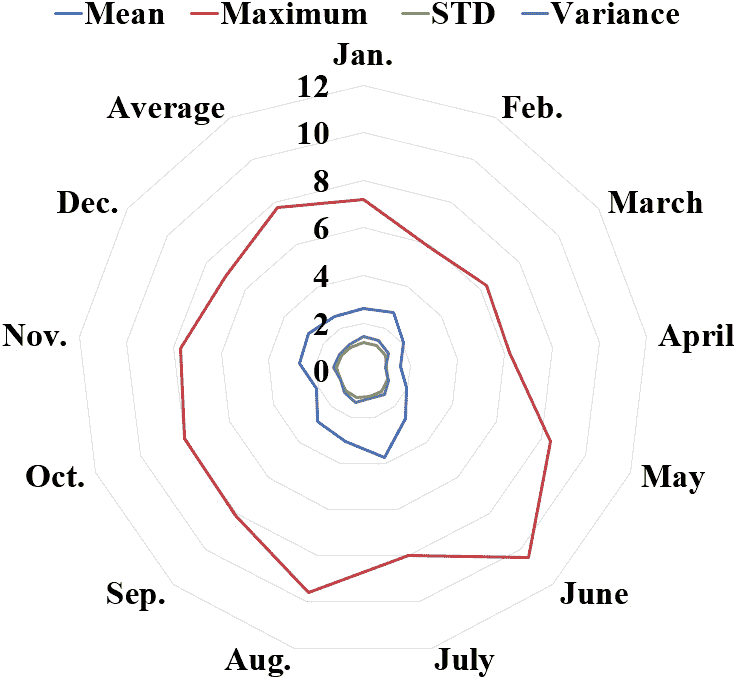 Mean Maximum STD Variance
Jan.
12
Average Feb.
10
8
Dec. March
6
4
2
Nov. April
0
Oct. May
Sep. June
Aug. July